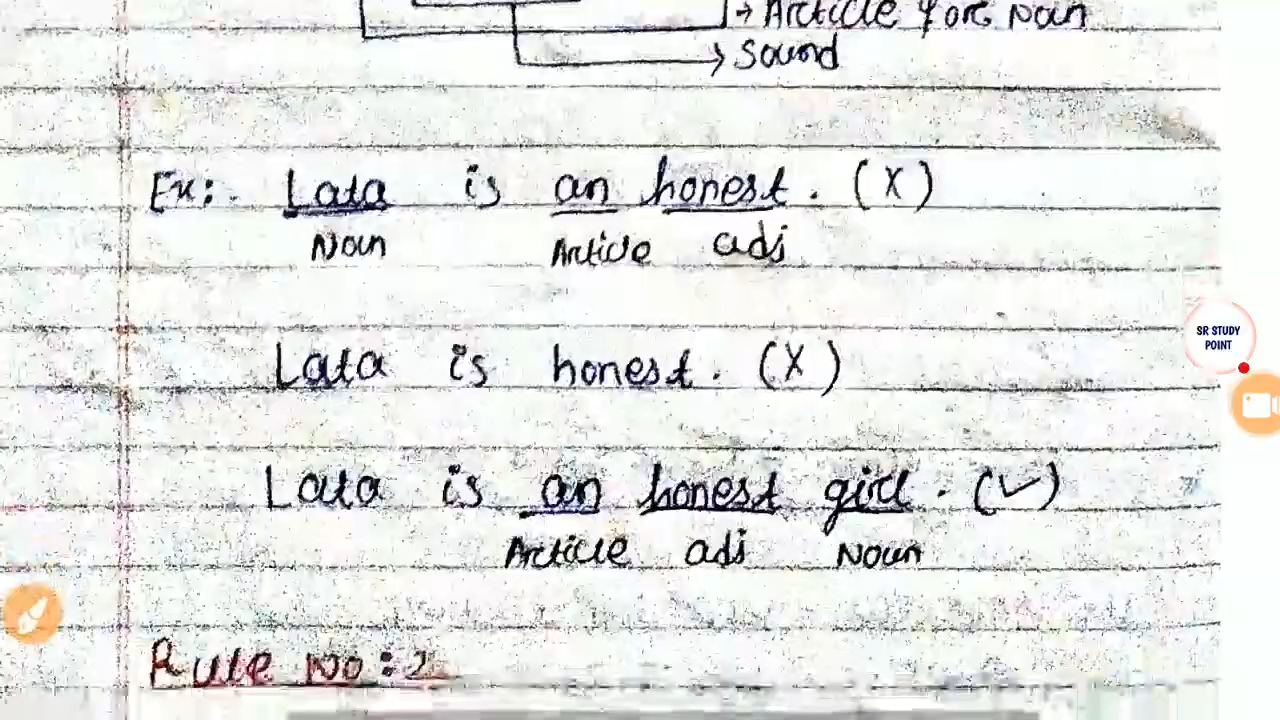 → Article for Noun
→ Sound
Ex:. Lata is an honest. (X)
Noun Article adj
Lata is honest. (X)
SR STUDY
POINT
Lata is an honest girl. (✓)
Article adj Noun
Rule No: 2